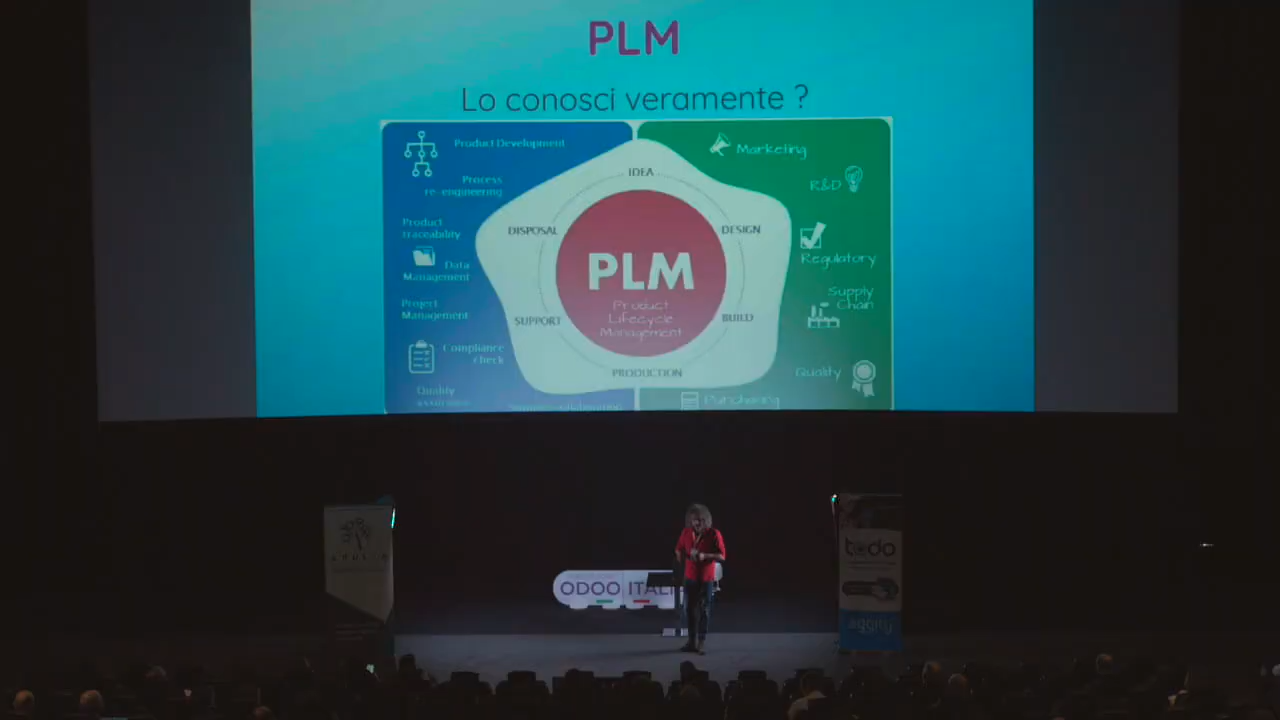 PLM
Lo conosci veramente ?
Product Development
Process
re-engineering
Product
traceability
Data
Management
Project
Management
Compliance
check
Quality
IDEA
DISPOSAL
DESIGN
PLM
Product
Lifecycle
Management
SUPPORT
BUILD
PRODUCTION
Marketing
R&D
Regulatory
Supply
Chain
Quality
Purchasing
ODOO ITALI
todo